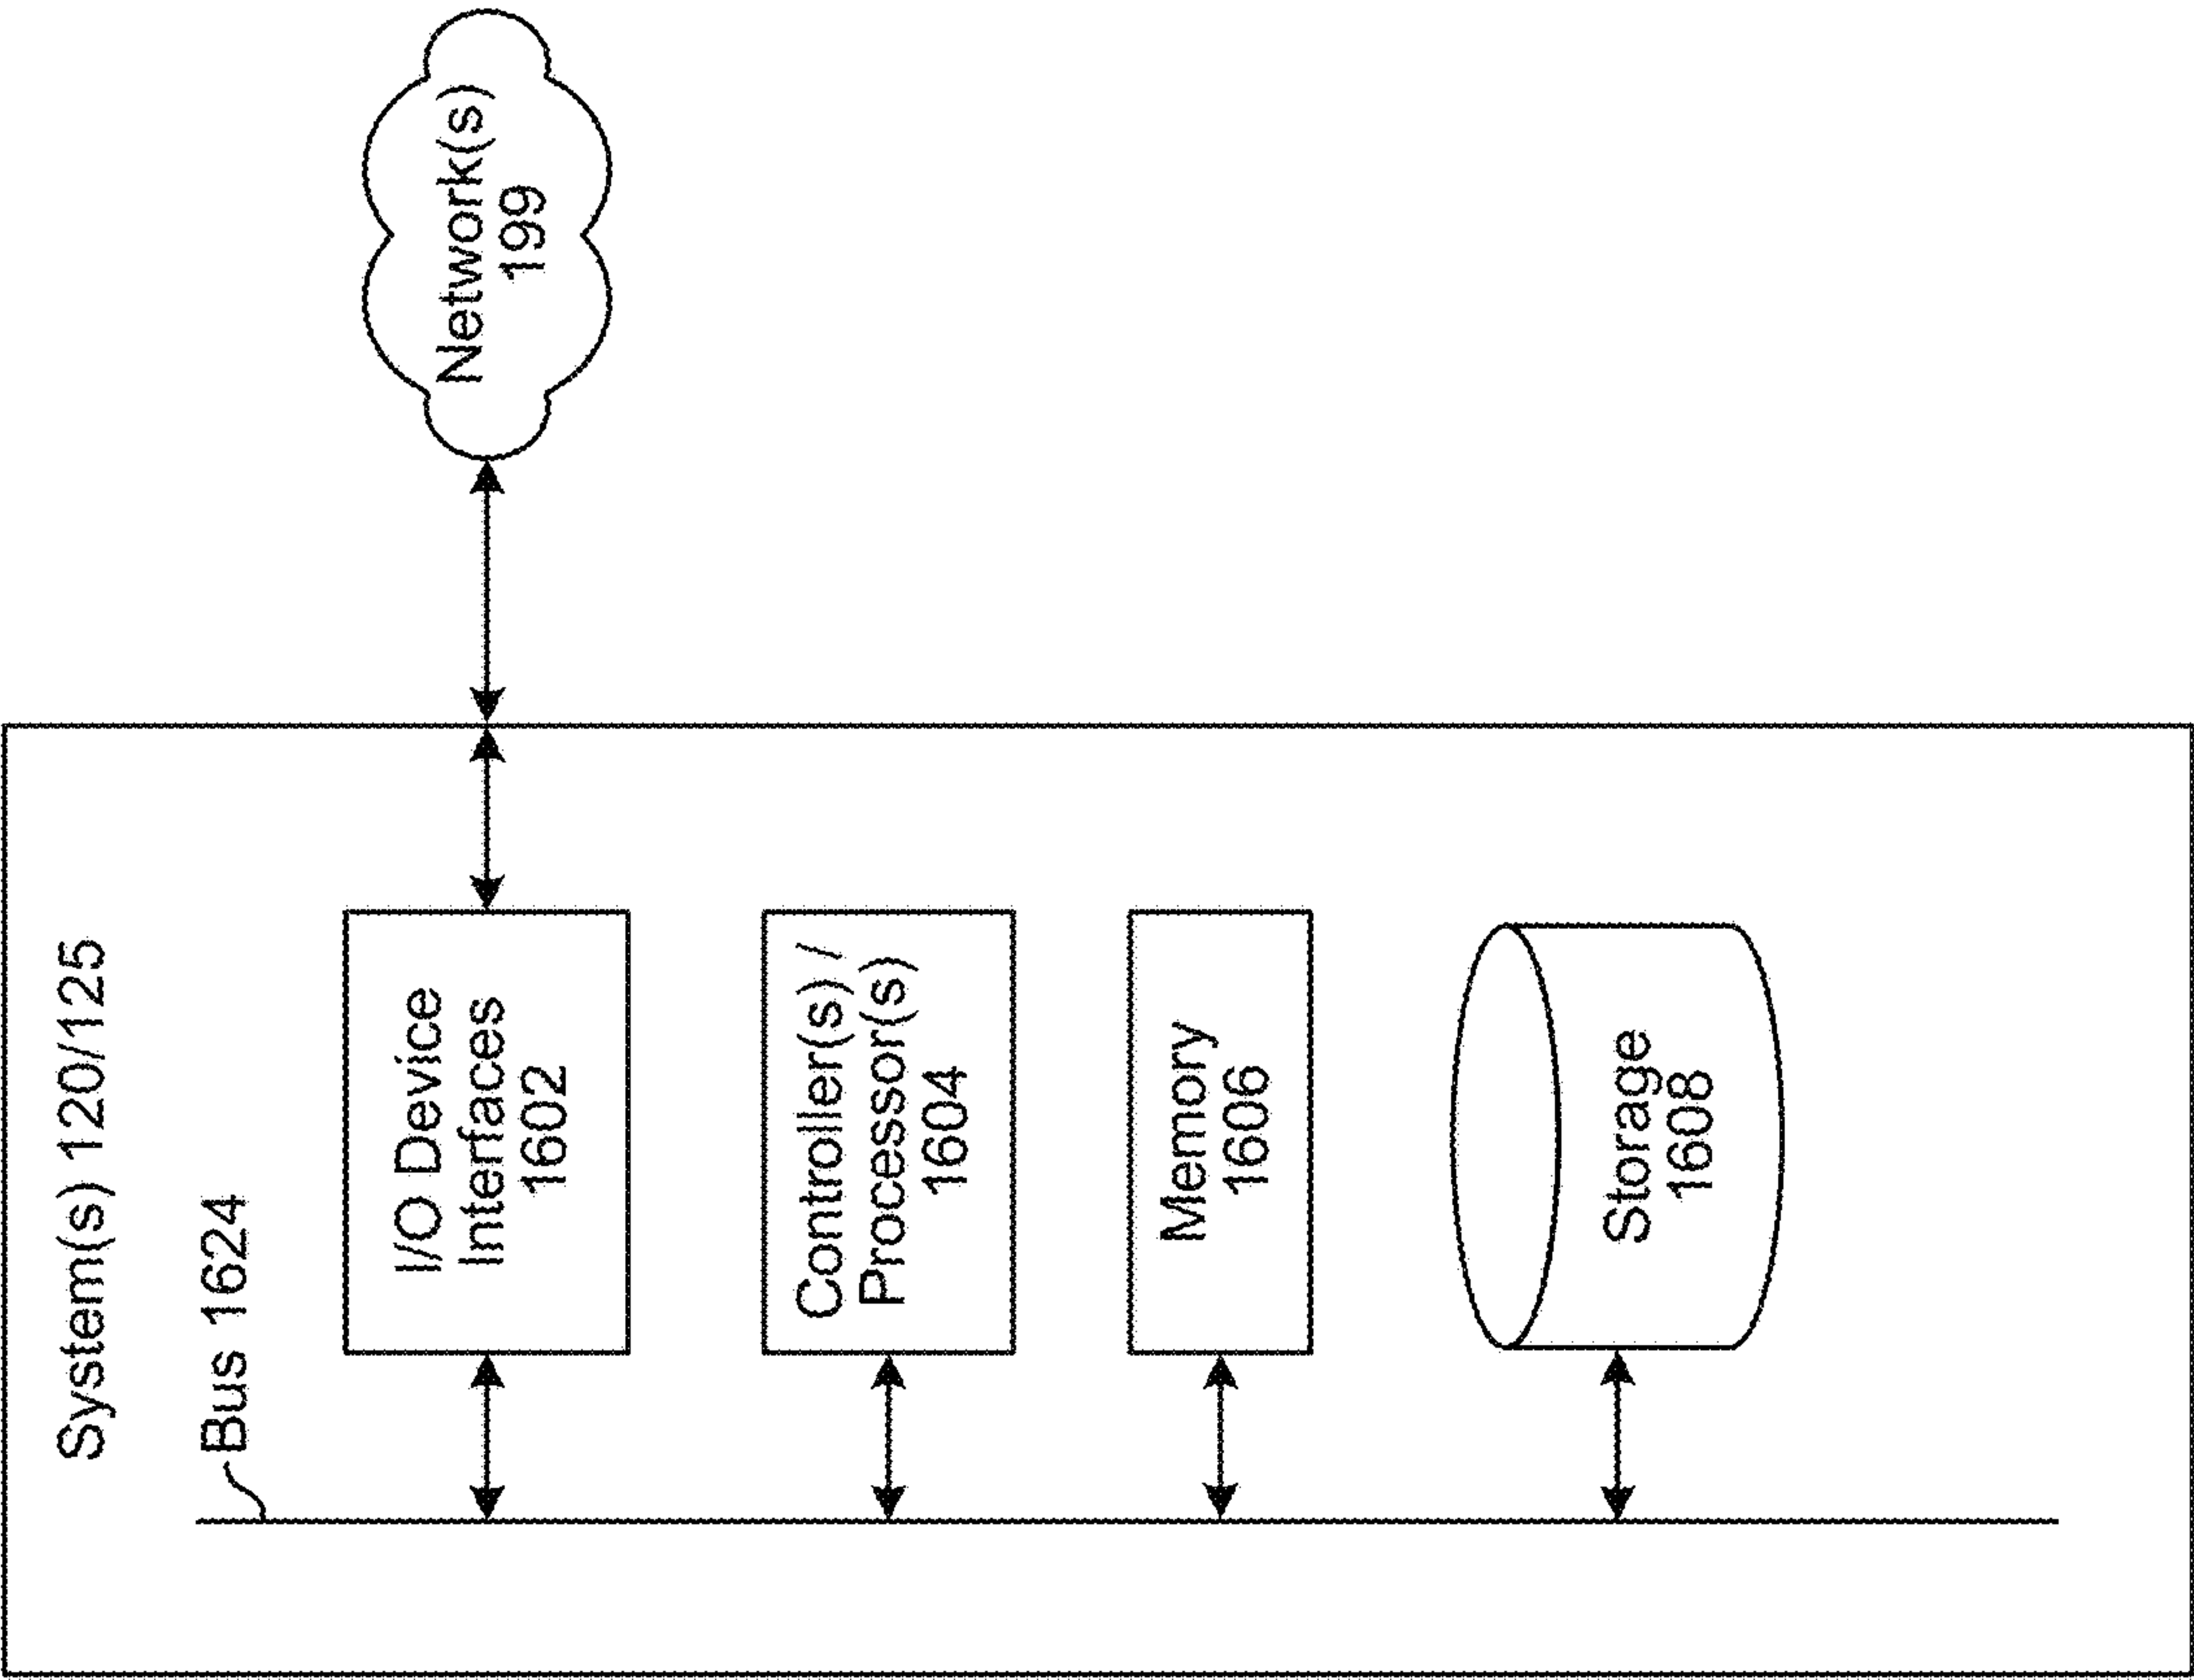 System(s) 120/125
Bus 1624
I/O Device
Interfaces
1602
Network(s)
199
Controller(s) /
Processor(s)
1604
Memory
1606
Storage
1608